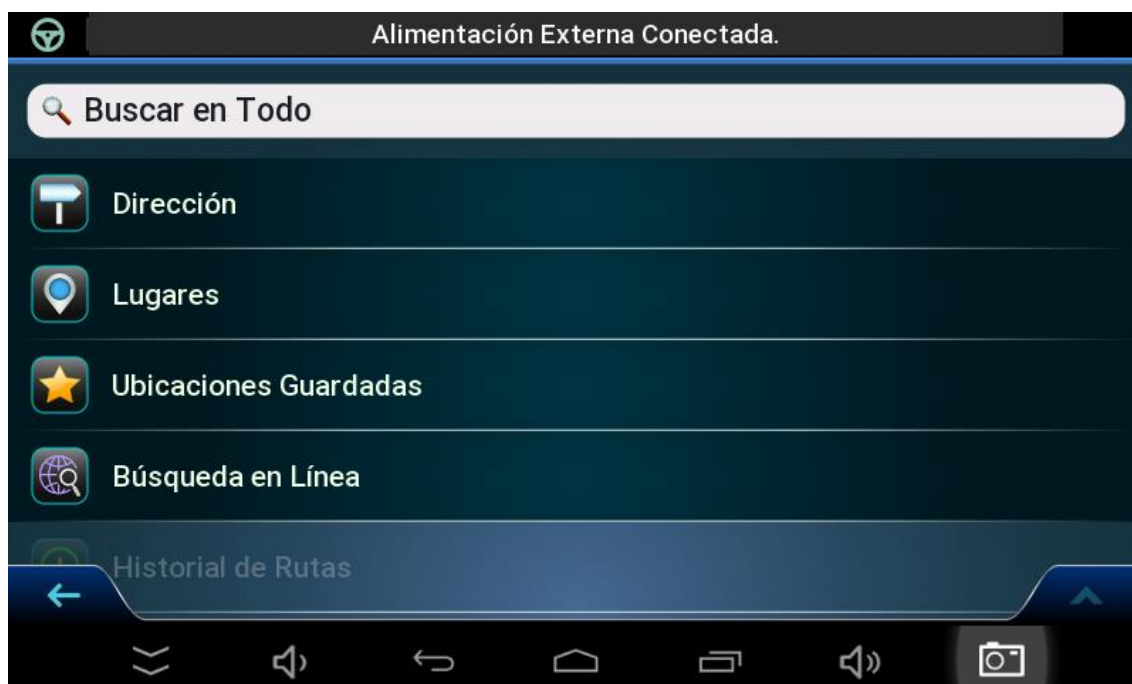 Alimentación Externa Conectada.
Buscar en Todo
Dirección
Lugares
Ubicaciones Guardadas
Búsqueda en Línea
Historial de Rutas